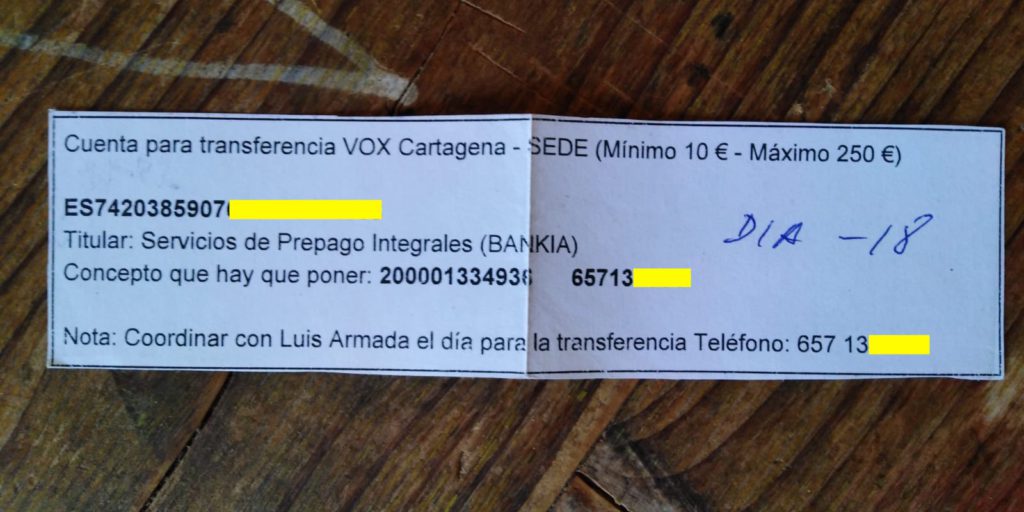 Cuenta para transferencia VOX Cartagena - SEDE (Mínimo 10 € - Máximo 250 €)
ES7420385907
Titular: Servicios de Prepago Integrales (BANKIA)
DIA - 18
Concepto que hay que poner: 200001334936 65713
Nota: Coordinar con Luis Armada el día para la transferencia Teléfono: 657 13